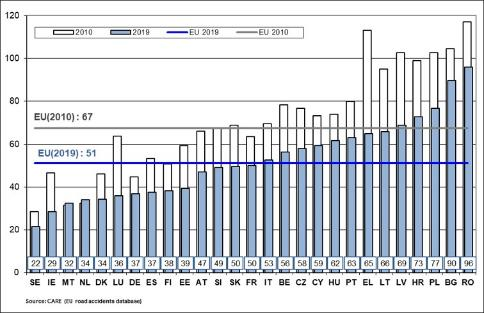 120
2010 2019 EU 2019 EU 2010
100
80
EU(2010) : 67
60
EU(2019) : 51
40
20
22 29 32 34 34 36 37 37 38 39 47 49 50 50 53 56 58 59 62 63 65 66 69 73 77 90 96
0
SE IE MT NL DK LU DE ES FI EE AT SI SK FR IT BE CZ CY HU PT EL LT LV HR PL BG RO
Source: CARE (EU road accidents database)